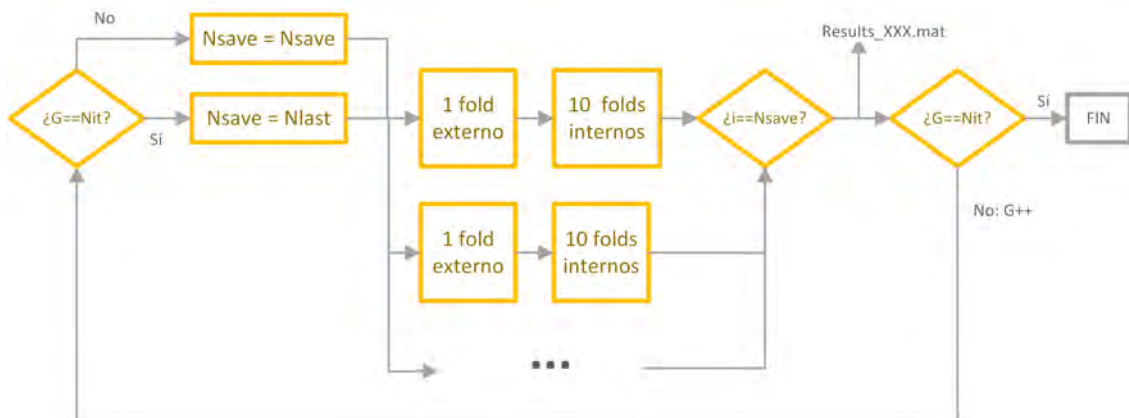 No
Nsave = Nsave
Results_XXX.mat
¿G==Nit?
Sí
Nsave = Nlast
1 fold
externo
10 folds
internos
¿i==Nsave?
¿G==Nit?
Sí
FIN
No: G++
1 fold
externo
10 folds
internos
...